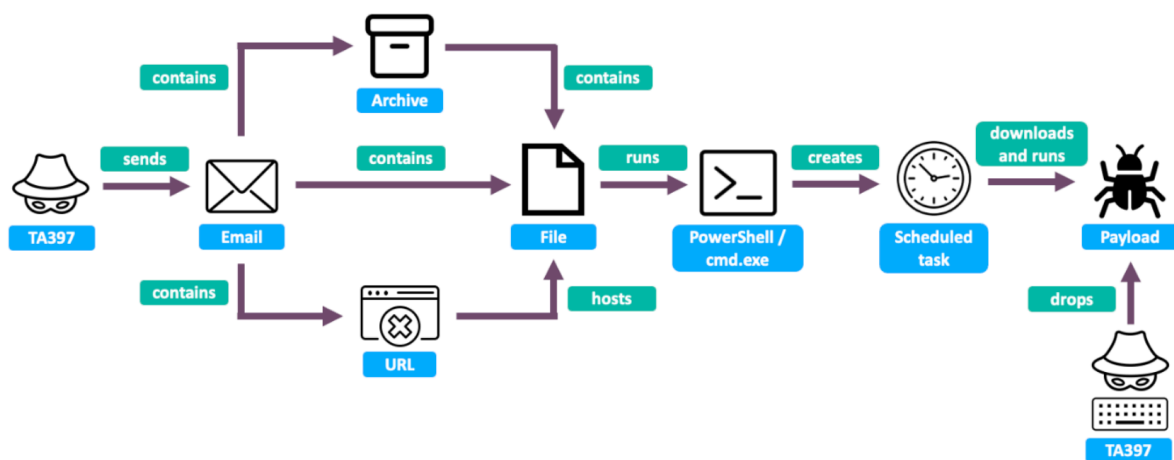 contains
Archive
contains
sends
contains
runs
creates
downloads
and runs
TA397
Email
File
PowerShell /
cmd.exe
Scheduled
task
Payload
contains
URL
hosts
drops
TA397